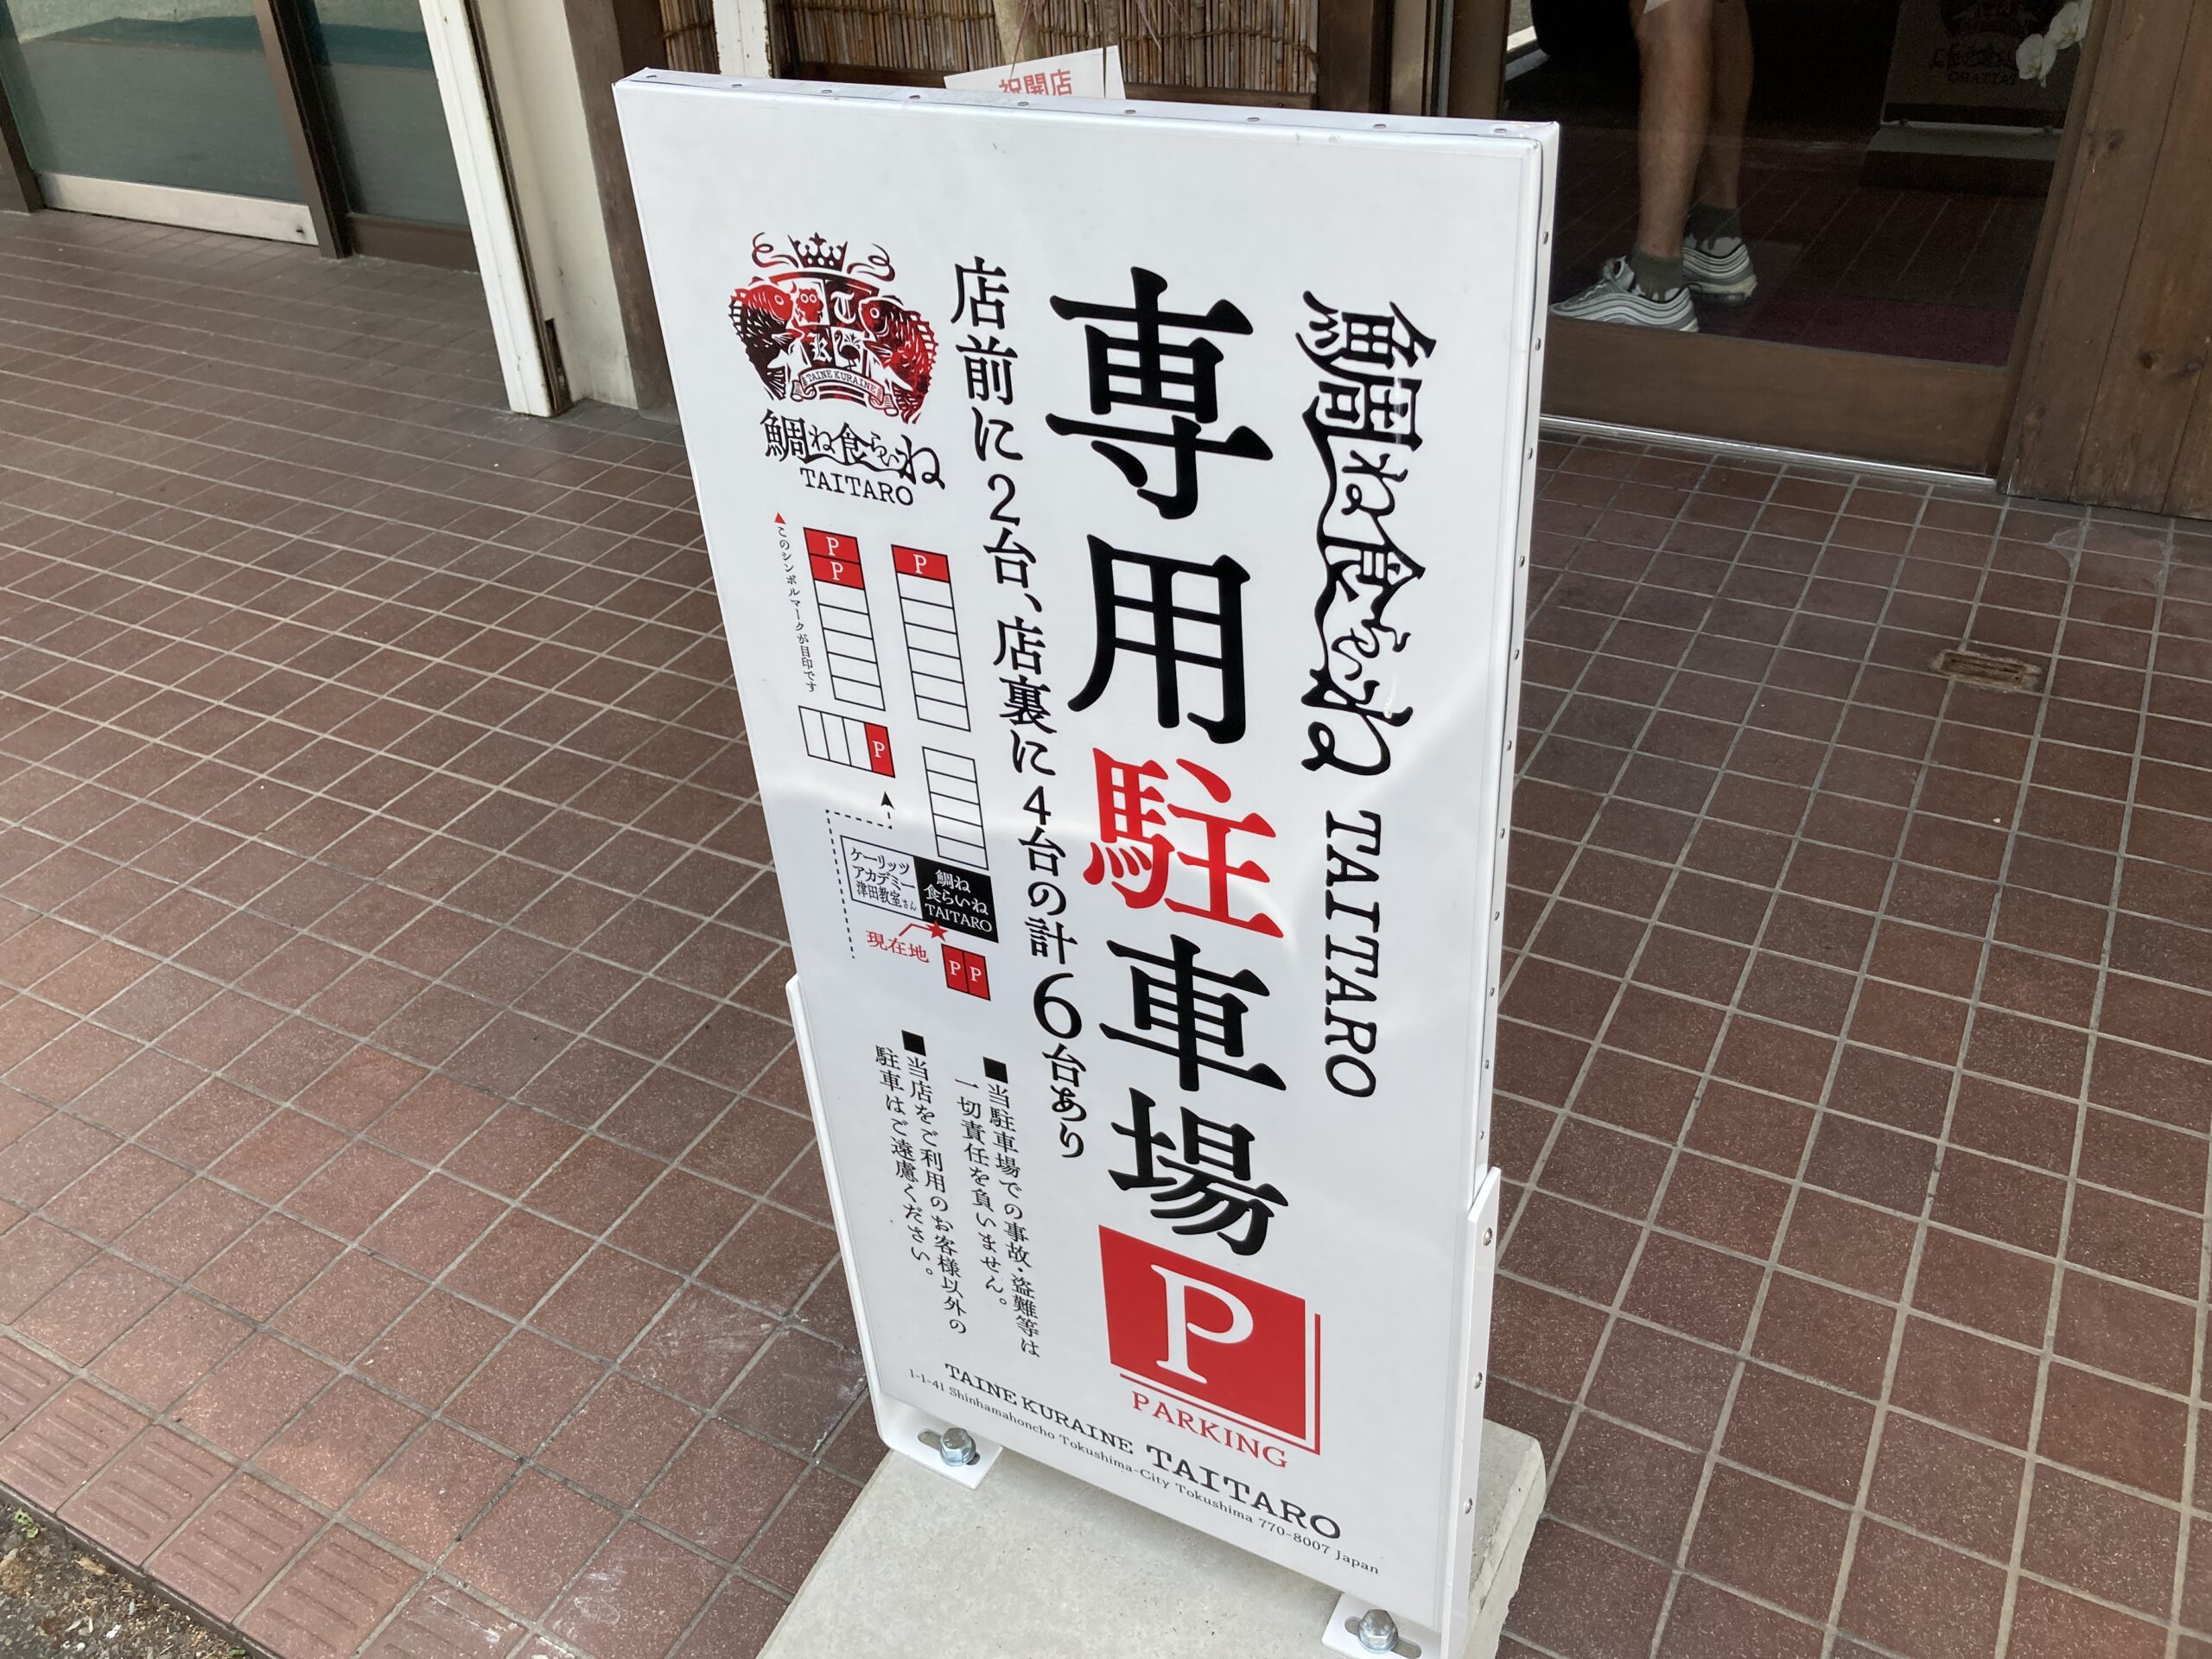 祝開店
鯛ね食らいね TAITARO
専用駐車場
P
PARKING
店前に2台、店裏に4台の計6台あり
TAINE KURAINE
鯛ね食らいね
TAITARO
▲このシンボルマークが目印です
P
P
P
P
ケーリッツ
アカデミー
津田教室さん
鯛ね
食らいね
TAITARO
現在地
P P
■当駐車場での事故・盗難等は
一切責任を負いません。
■当店をご利用のお客様以外の
駐車はご遠慮ください。
TAINE KURAINE TAITARO
1-1-41 Shinhamahoncho Tokushima-City Tokushima 770-8007 Japan